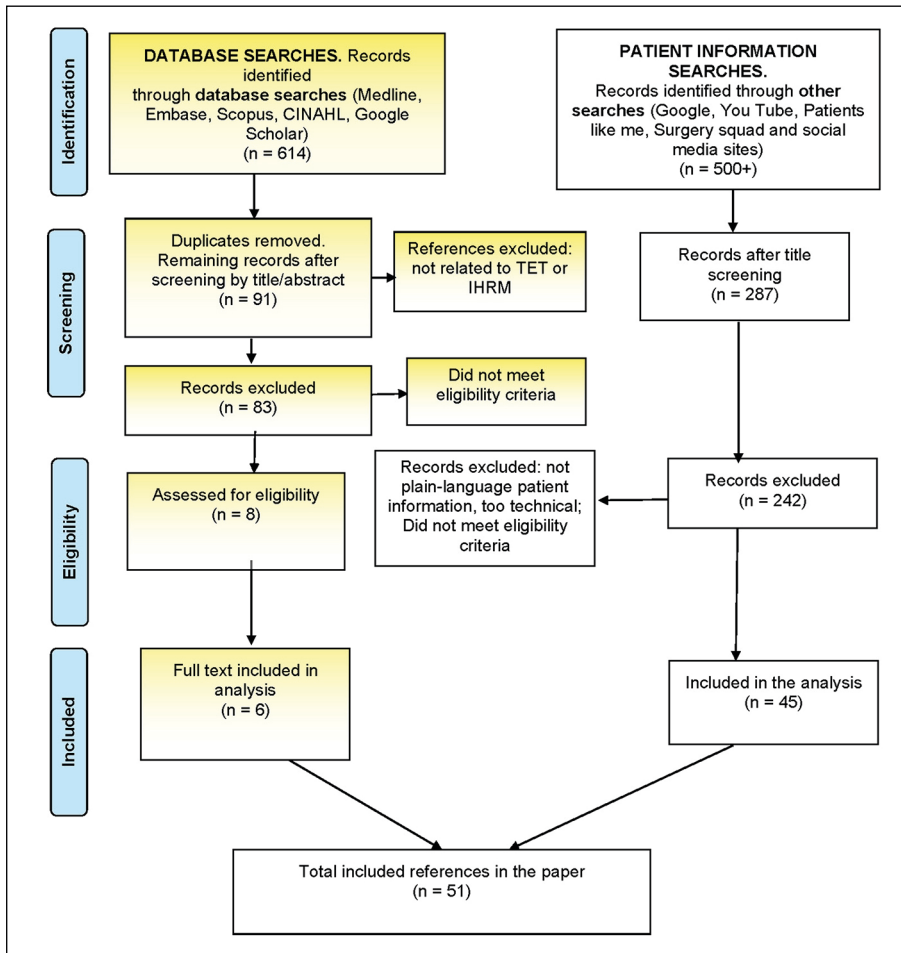 Identification
DATABASE SEARCHES. Records
identified
through database searches (Medline,
Embase, Scopus, CINAHL, Google
Scholar)
(n = 614)
PATIENT INFORMATION
SEARCHES.
Records identified through other
searches (Google, You Tube, Patients
like me, Surgery squad and social
media sites)
(n = 500+)
Screening
Duplicates removed.
Remaining records after
screening by title/abstract
(n = 91)
References excluded:
not related to TET or
IHRM
Records after title
screening
(n = 287)
Records excluded
(n = 83)
Did not meet
eligibility criteria
Eligibility
Assessed for eligibility
(n = 8)
Records excluded: not
plain-language patient
information, too technical;
Did not meet eligibility
criteria
Records excluded
(n = 242)
Included
Full text included in
analysis
(n = 6)
Included in the analysis
(n = 45)
Total included references in the paper
(n = 51)